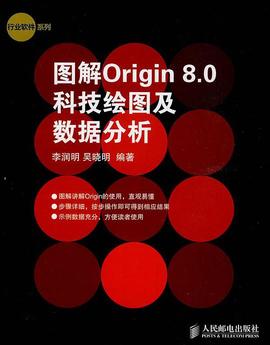 行业软件系列
图解Origin 8.0
科技绘图及
数据分析
李润明 吴晓明 编著
●图解讲解Origin的使用，直观易懂
●步骤详细，按步操作即可得到相应结果
●示例数据充分，方便读者使用
人民邮电出版社
POSTS & TELECOM PRESS